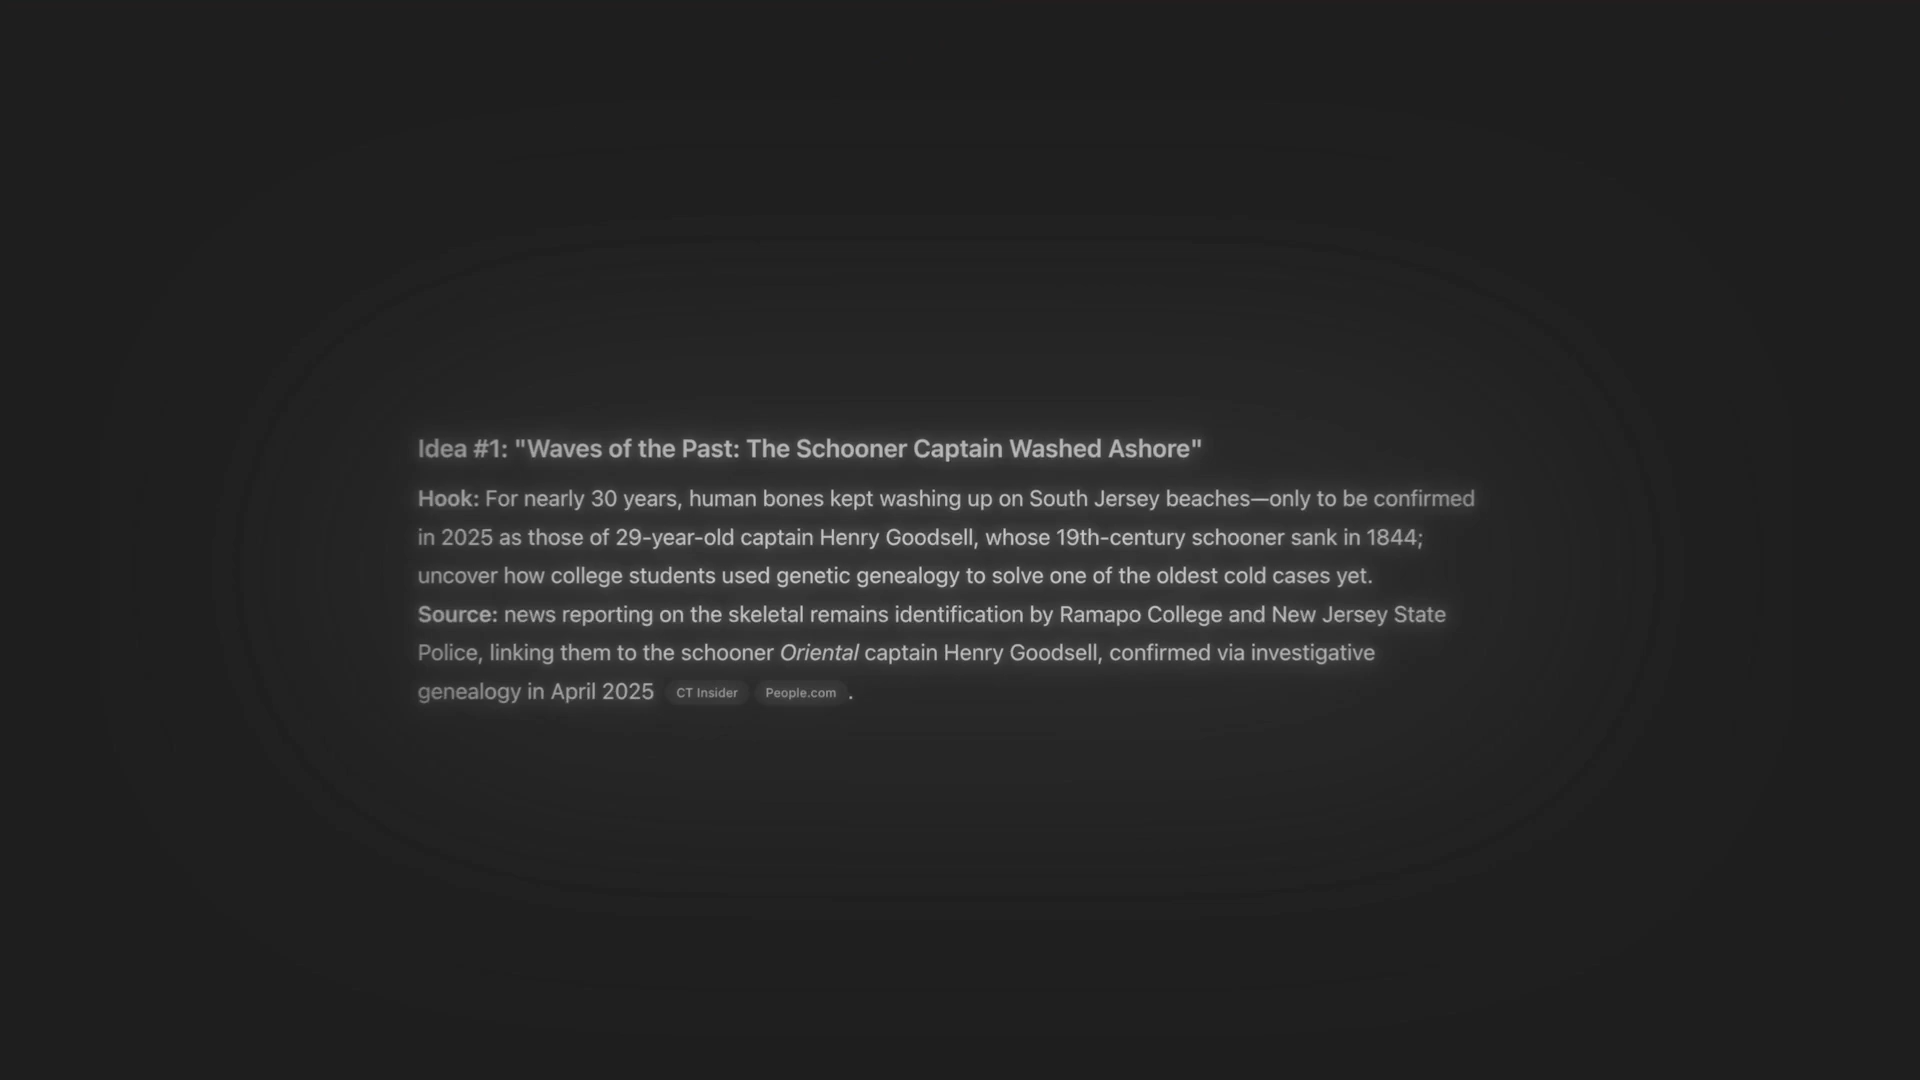 Idea #1: "Waves of the Past: The Schooner Captain Washed Ashore"
Hook: For nearly 30 years, human bones kept washing up on South Jersey beaches—only to be confirmed
in 2025 as those of 29-year-old captain Henry Goodsell, whose 19th-century schooner sank in 1844;
uncover how college students used genetic genealogy to solve one of the oldest cold cases yet.
Source: news reporting on the skeletal remains identification by Ramapo College and New Jersey State
Police, linking them to the schooner Oriental captain Henry Goodsell, confirmed via investigative
genealogy in April 2025 CT Insider People.com .